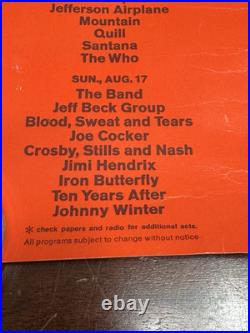 Jefferson Airplane
Mountain
Quill
Santana
The Who
SUN., AUG. 17
The Band
Jeff Beck Group
Blood, Sweat and Tears
Joe Cocker
Crosby, Stills and Nash
Jimi Hendrix
Iron Butterfly
Ten Years After
Johnny Winter
* check papers and radio for additional acts.
All programs subject to change without notice